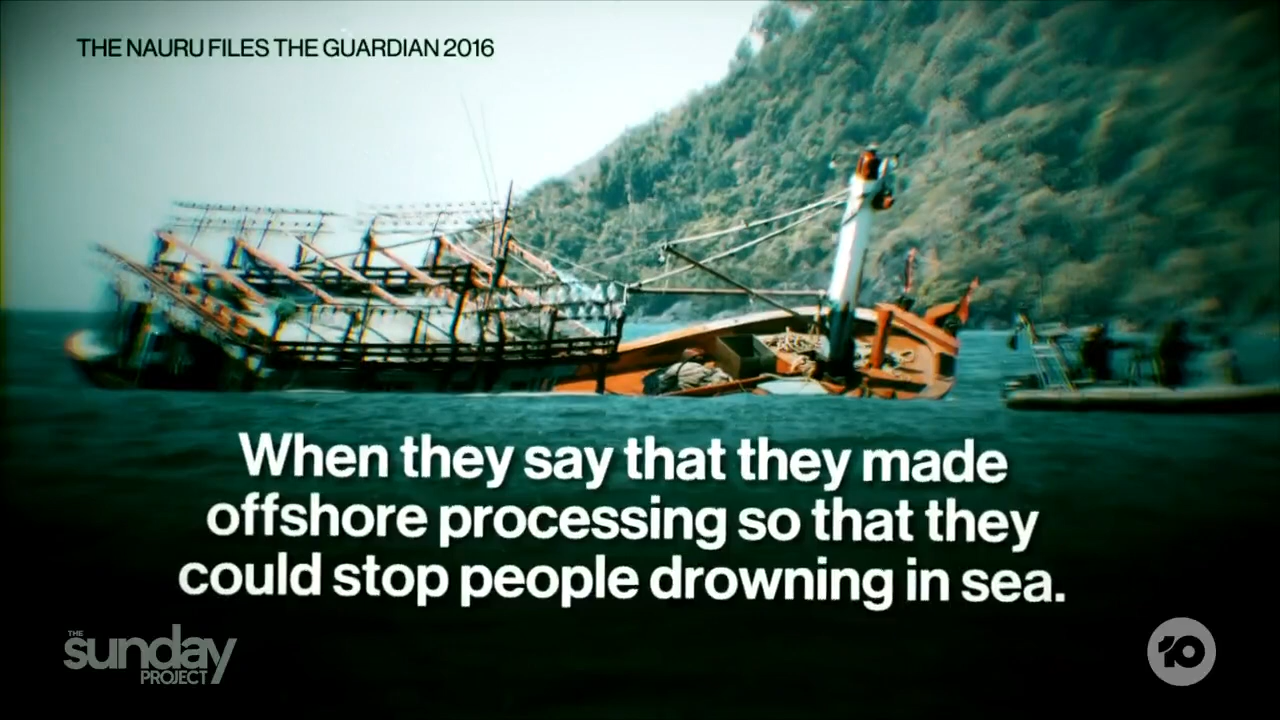 THE NAURU FILES THE GUARDIAN 2016
When they say that they made
offshore processing so that they
could stop people drowning in sea.
THE
sunday
PROJECT
10